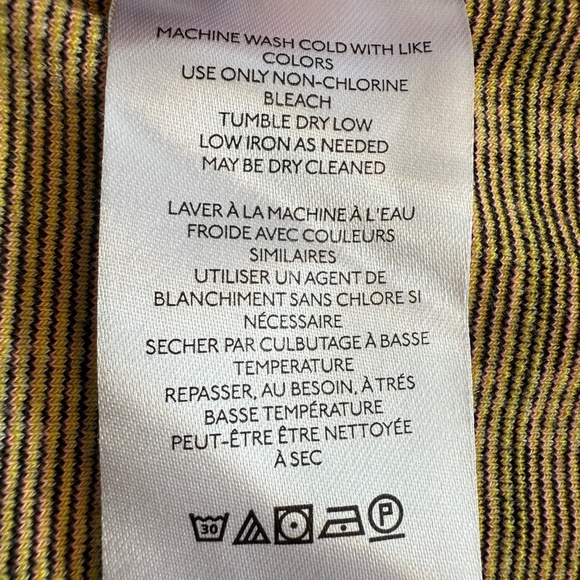 MACHINE WASH COLD WITH LIKE
COLORS
USE ONLY NON-CHLORINE
BLEACH
TUMBLE DRY LOW
LOW IRON AS NEEDED
MAY BE DRY CLEANED
LAVER À LA MACHINE À L'EAU
FROIDE AVEC COULEURS
SIMILAIRES
UTILISER UN AGENT DE
BLANCHIMENT SANS CHLORE SI
NÉCESSAIRE
SECHER PAR CULBUTAGE À BASSE
TEMPERATURE
REPASSER, AU BESOIN, À TRÉS
BASSE TEMPÉRATURE
PEUT-ÊTRE ÊTRE NETTOYÉE
À SEC
30 P